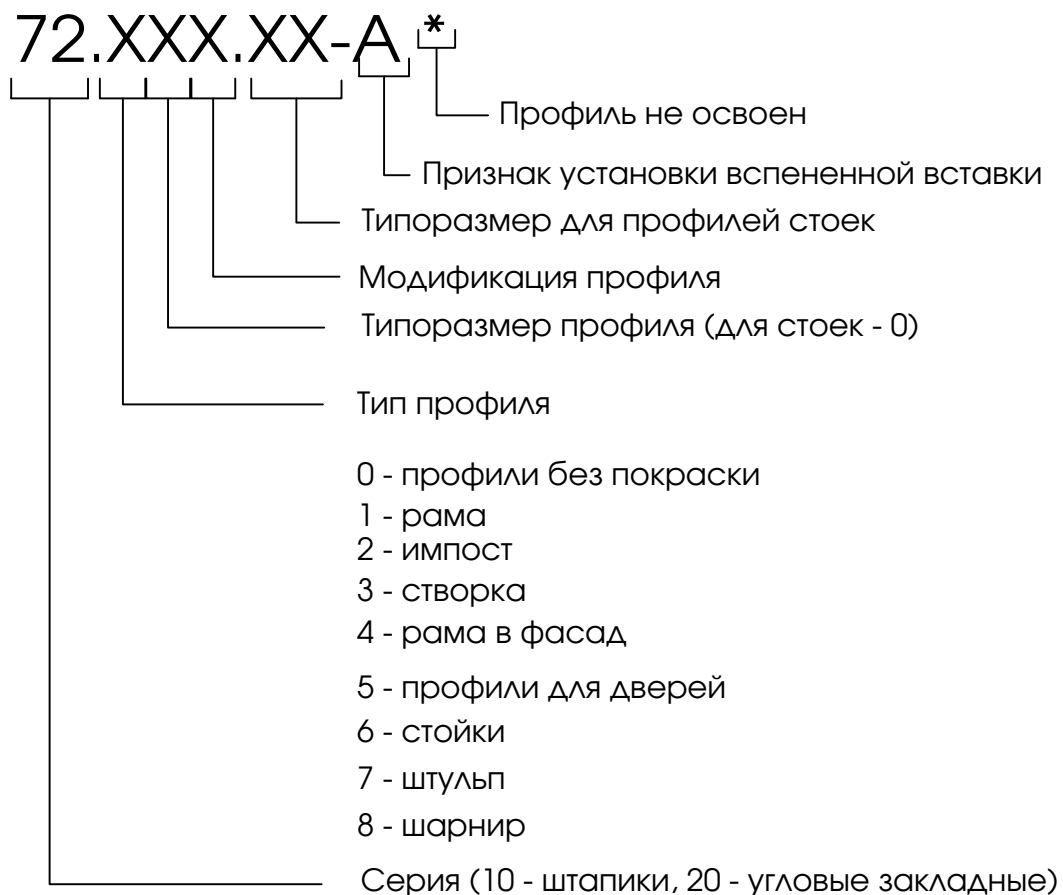 72.XXX.XX-A*
Профиль не освоен
Признак установки вспененной вставки
Типоразмер для профилей стоек
Модификация профиля
Типоразмер профиля (для стоек - 0)
Тип профиля
0 - профили без покраски
1 - рама
2 - импост
3 - створка
4 - рама в фасад
5 - профили для дверей
6 - стойки
7 - штульп
8 - шарнир
Серия (10 - штапики, 20 - угловые закладные)